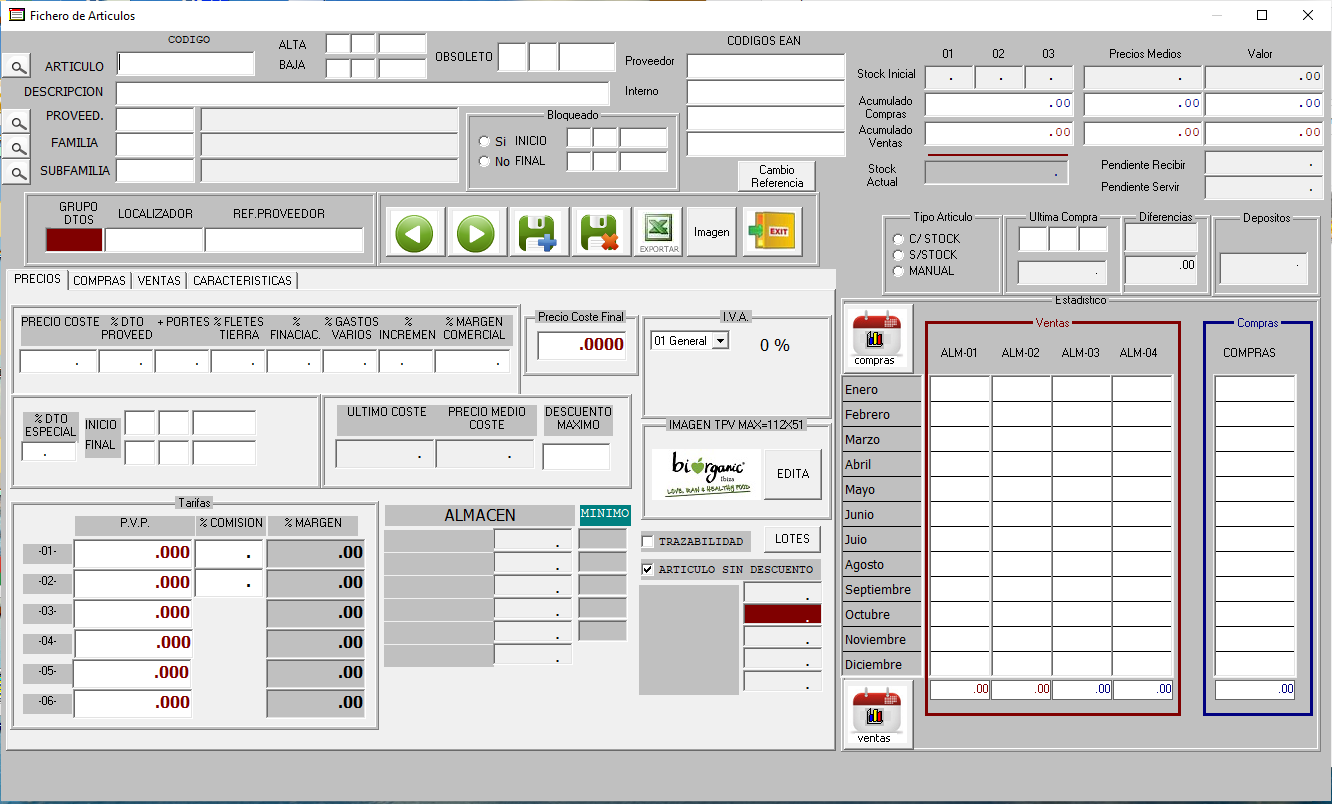 Fichero de Articulos
CODIGO
ARTICULO
ALTA
BAJA
OBSOLETO
CODIGOS EAN
Proveedor
Interno
DESCRIPCION
PROVEED.
FAMILIA
SUBFAMILIA
Bloqueado
Si INICIO
No FINAL
Cambio
Referencia
01 02 03 Precios Medios Valor
Stock Inicial . . . . .00
Acumulado
Compras
.00 .00 .00
Acumulado
Ventas
.00 .00 .00
Stock
Actual
.
Pendiente Recibir .
Pendiente Servir .
GRUPO
DTOS
LOCALIZADOR
REF.PROVEEDOR
EXPORTAR
Imagen
EXIT
Tipo Articulo
C/ STOCK
S/STOCK
MANUAL
Ultima Compra
.
Diferencias
.00
Depositos
.
PRECIOS COMPRAS VENTAS CARACTERISTICAS
PRECIO COSTE
% DTO
PROVEED
+ PORTES
% FLETES
TIERRA
%
FINACIAC.
% GASTOS
VARIOS
%
INCREMEN
% MARGEN
COMERCIAL
. . . . . . . .
Precio Coste Final
.0000
I.V.A.
01 General 0 %
% DTO
ESPECIAL
.
INICIO
FINAL
ULTIMO COSTE
.
PRECIO MEDIO
COSTE
.
DESCUENTO
MAXIMO
IMAGEN TPV MAX=112X51
biorganic
Ibiza
LOVE, RAW & HEALTHY FOOD
EDITA
Tarifas
P.V.P. % COMISION % MARGEN
-01- .000 . .00
-02- .000 . .00
-03- .000 .00
-04- .000 .00
-05- .000 .00
-06- .000 .00
ALMACEN MINIMO
.
.
.
.
.
.
TRAZABILIDAD LOTES
ARTICULO SIN DESCUENTO
.
.
.
.
.
Estadistico
compras
Ventas
ALM-01 ALM-02 ALM-03 ALM-04
Compras
COMPRAS
Enero
Febrero
Marzo
Abril
Mayo
Junio
Juio
Agosto
Septiembre
Octubre
Noviembre
Diciembre
.00 .00 .00 .00 .00
ventas